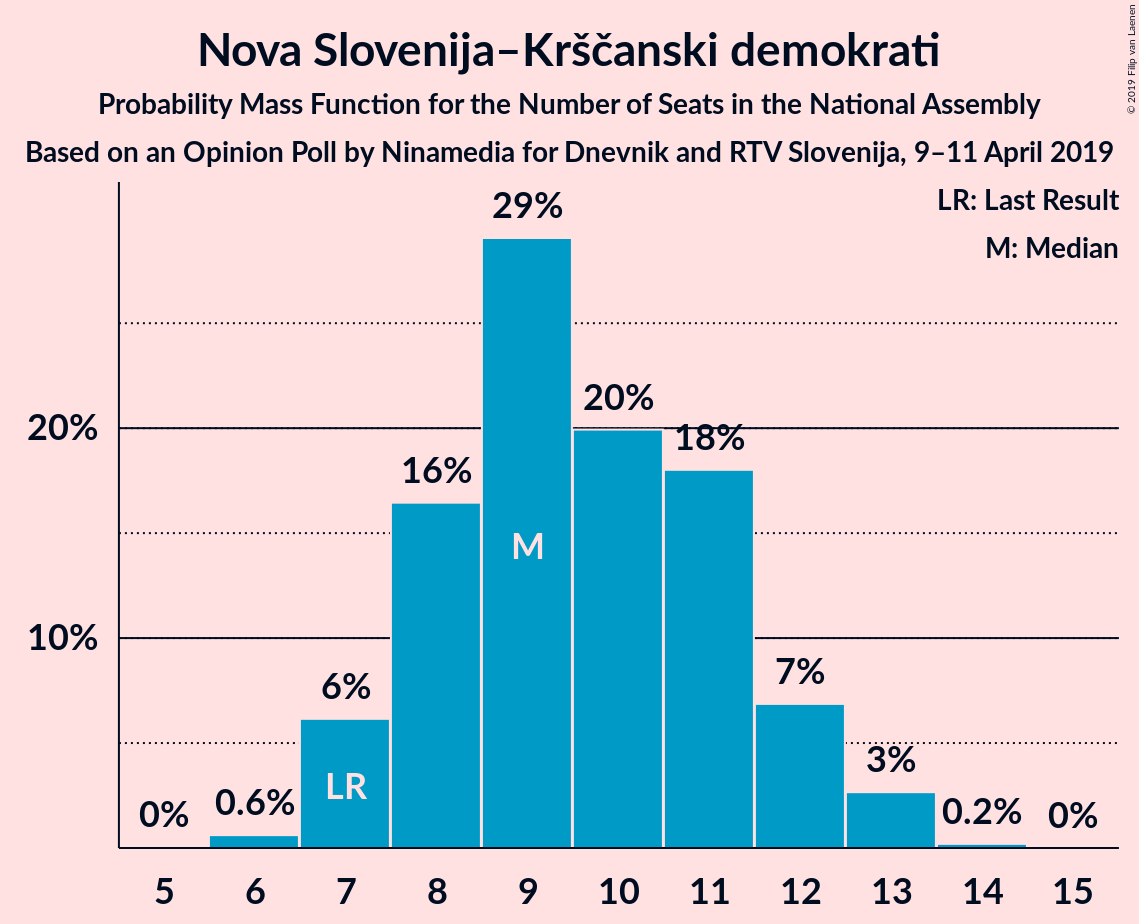 Nova Slovenija–Krščanski demokrati
Probability Mass Function for the Number of Seats in the National Assembly
Based on an Opinion Poll by Ninamedia for Dnevnik and RTV Slovenija, 9–11 April 2019
© 2019 Filip van Laenen
LR: Last Result
M: Median
29%
20%
20%
18%
16%
M
10%
7%
6%
3%
LR
0%
0.6%
0.2%
0%
5 6 7 8 9 10 11 12 13 14 15